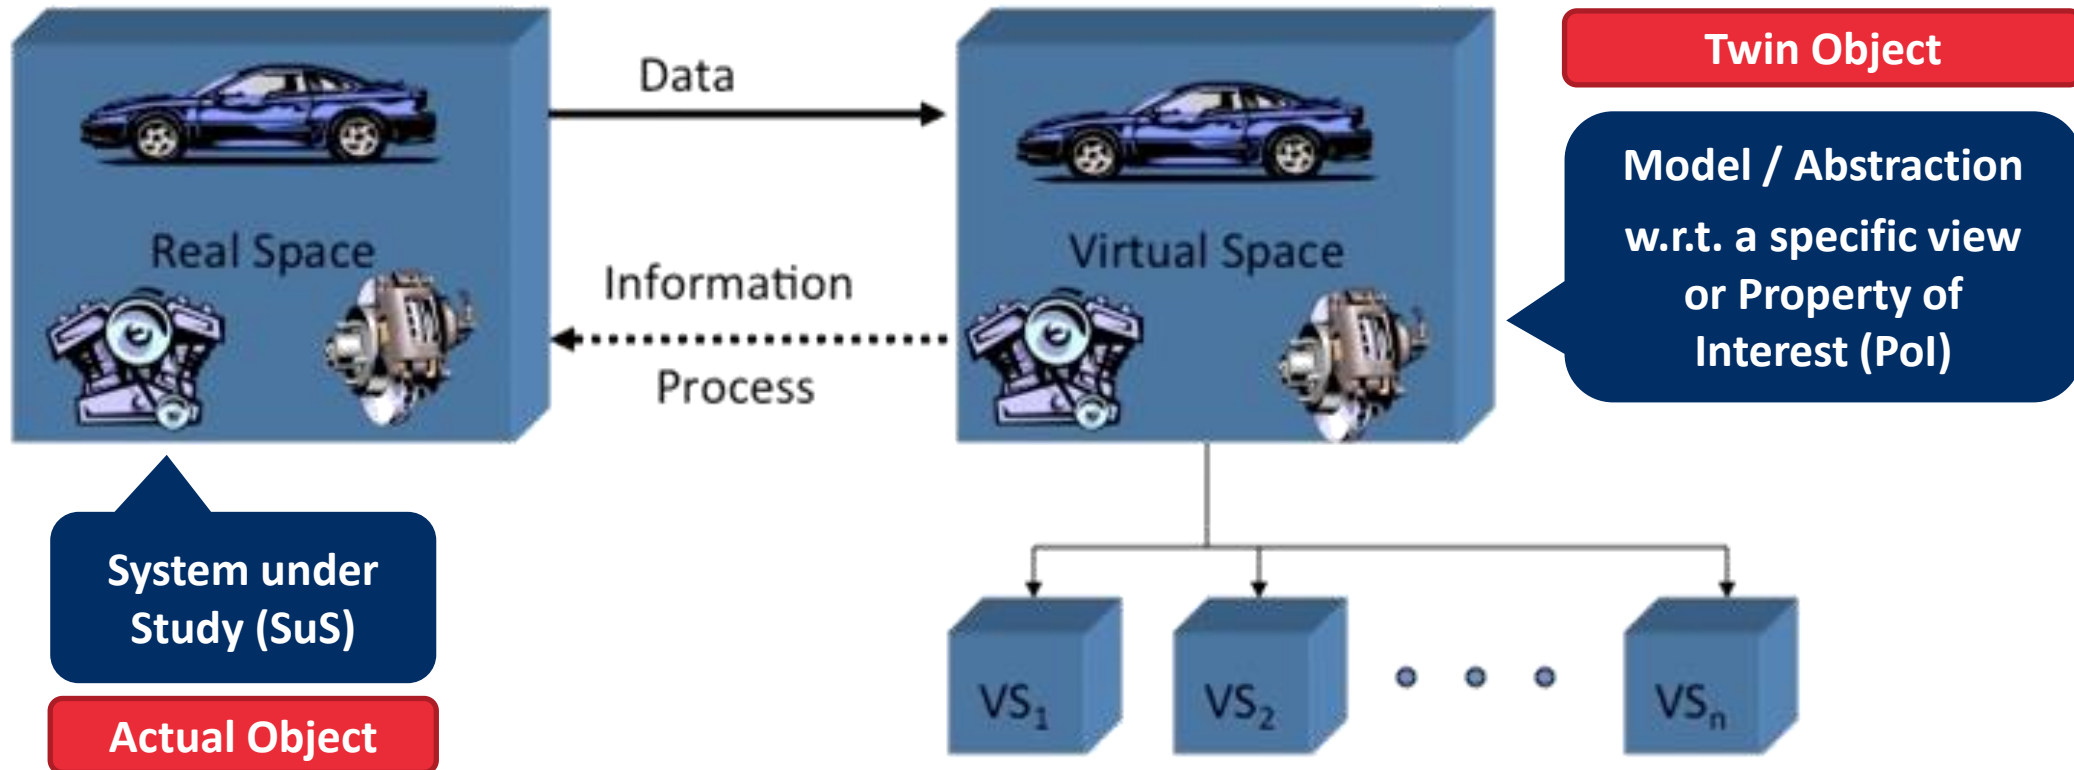 Data
Real Space
Information
Process
Virtual Space
Twin Object
Model / Abstraction
w.r.t. a specific view
or Property of
Interest (PoI)
System under
Study (SuS)
Actual Object
VS₁
VS₂
VSₙ